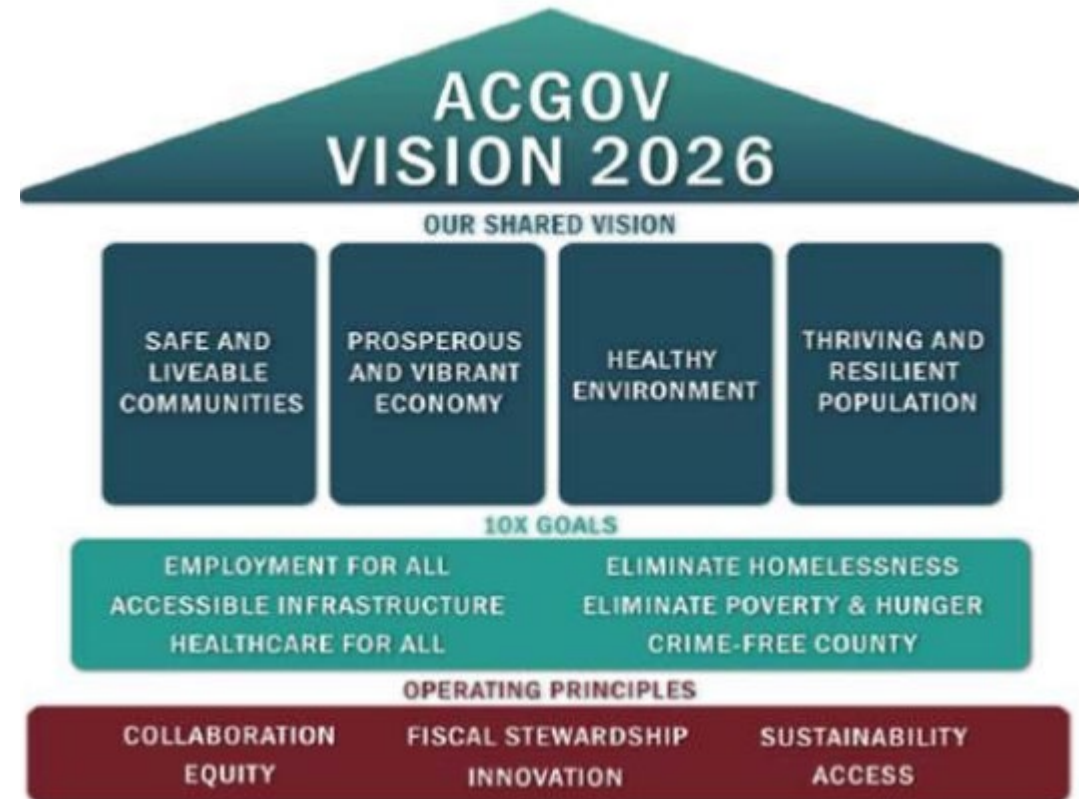 ACGOV
VISION 2026
OUR SHARED VISION
SAFE AND
LIVEABLE
COMMUNITIES
PROSPEROUS
AND VIBRANT
ECONOMY
HEALTHY
ENVIRONMENT
THRIVING AND
RESILIENT
POPULATION
10X GOALS
EMPLOYMENT FOR ALL
ACCESSIBLE INFRASTRUCTURE
HEALTHCARE FOR ALL
ELIMINATE HOMELESSNESS
ELIMINATE POVERTY & HUNGER
CRIME-FREE COUNTY
OPERATING PRINCIPLES
COLLABORATION
EQUITY
FISCAL STEWARDSHIP
INNOVATION
SUSTAINABILITY
ACCESS